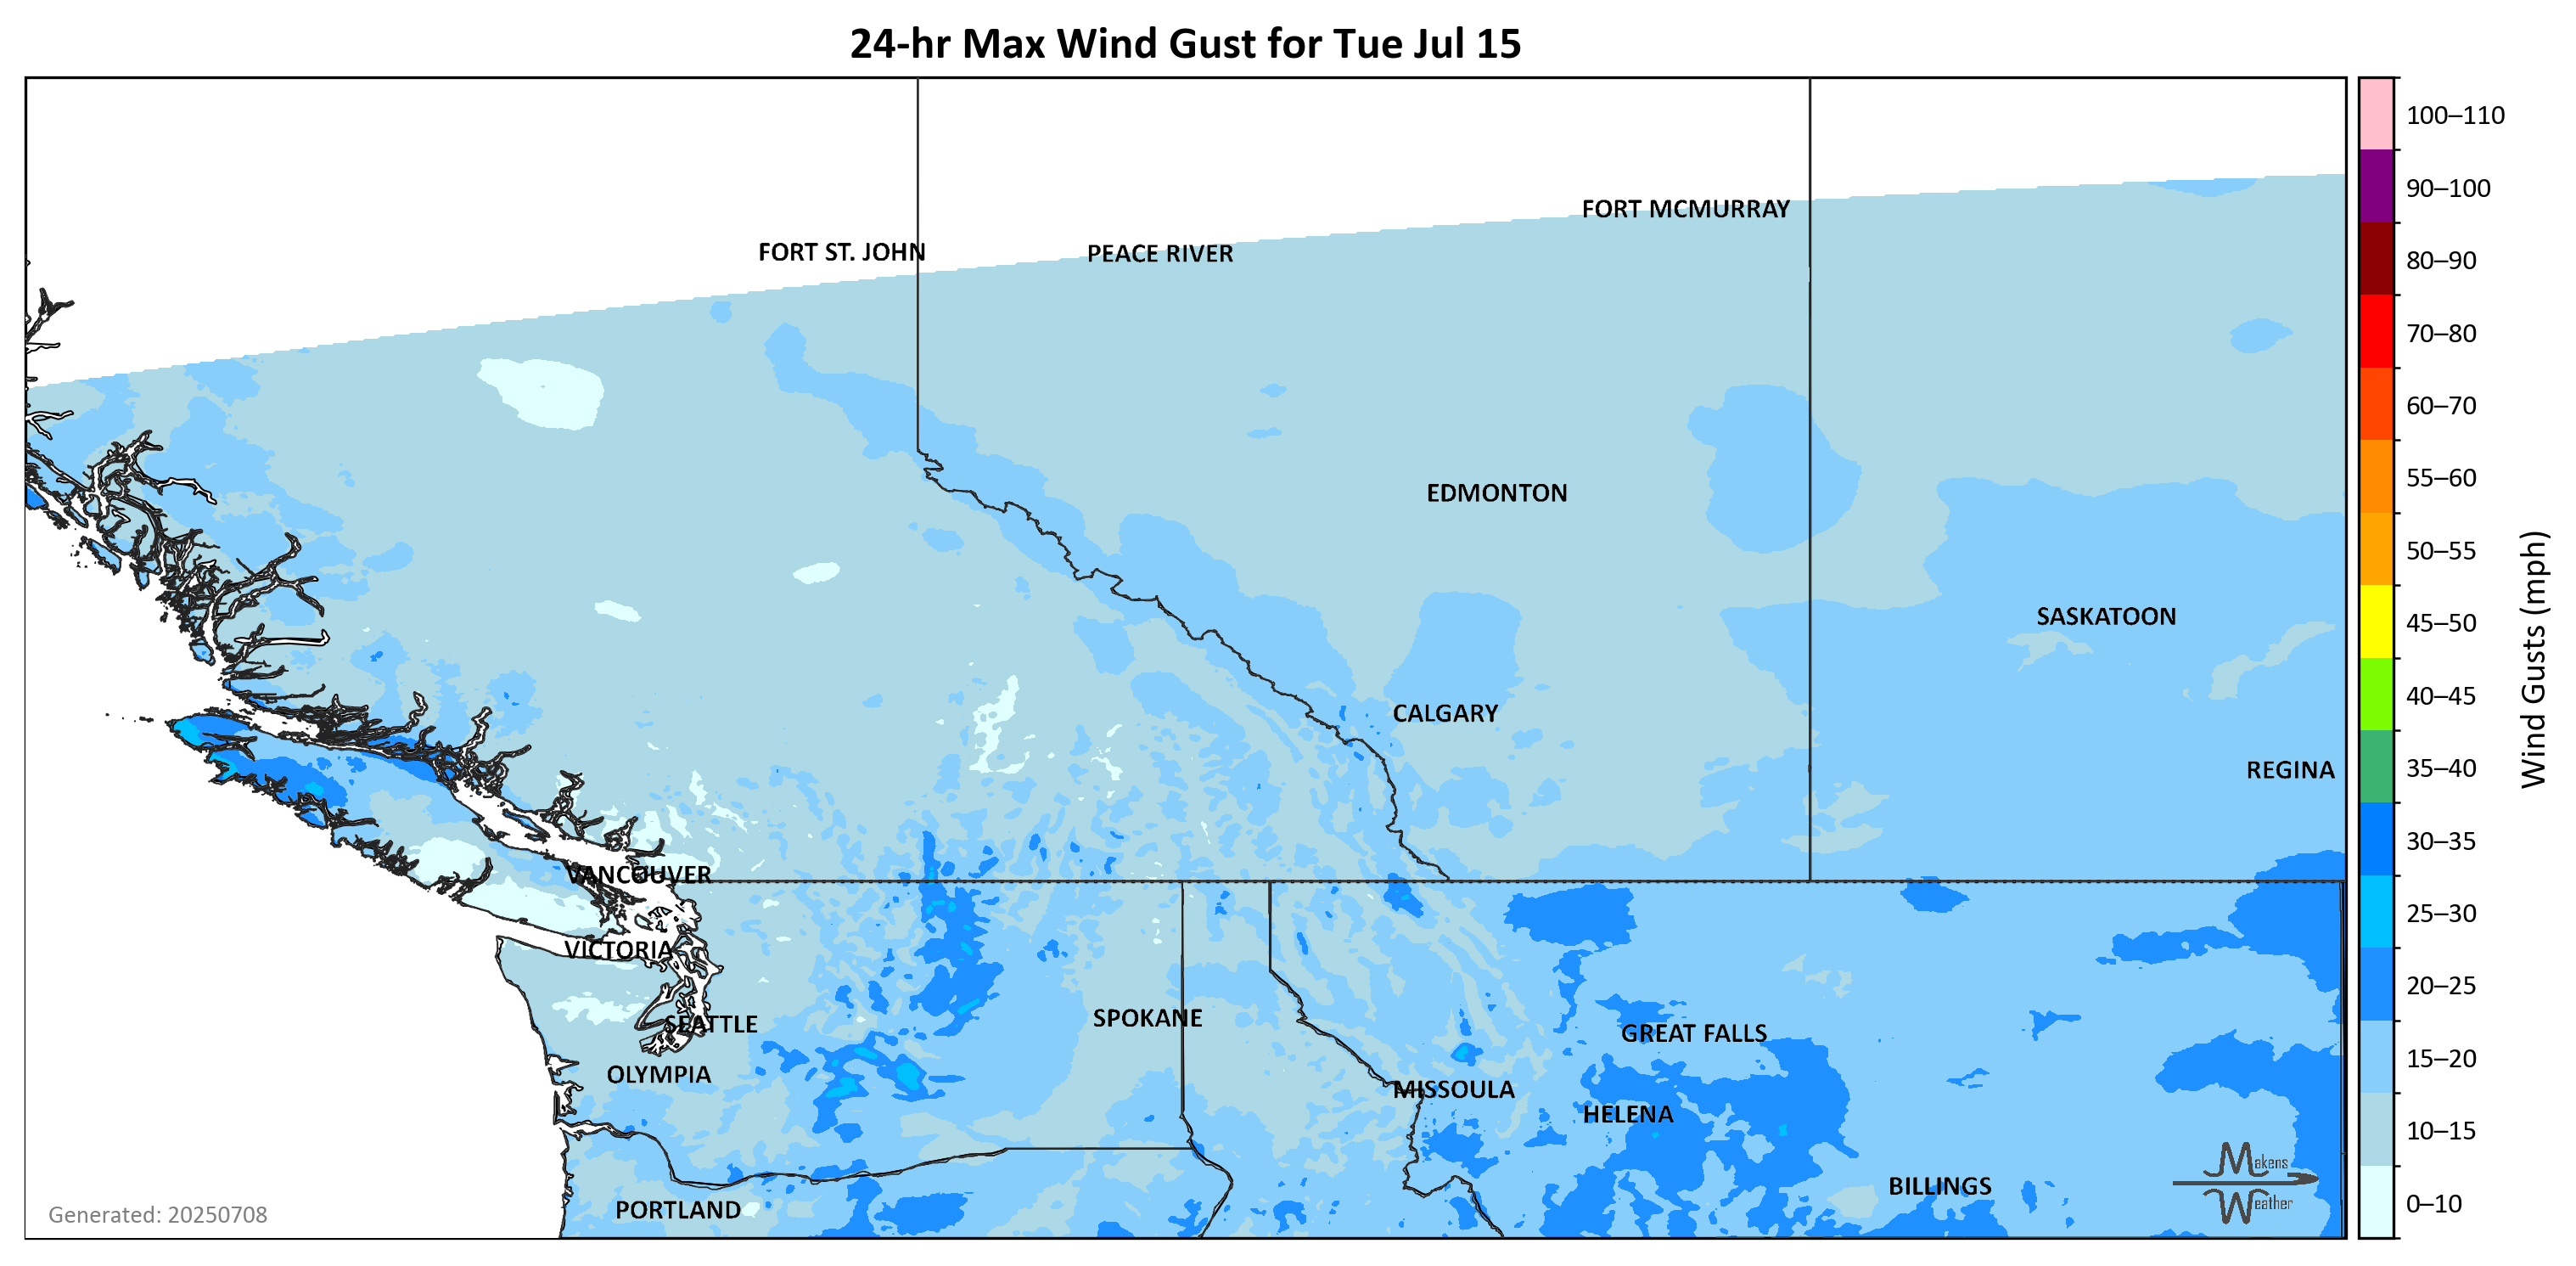 24-hr Max Wind Gust for Tue Jul 15
100–110
90–100
80–90
70–80
60–70
55–60
50–55
45–50
40–45
35–40
30–35
25–30
20–25
15–20
10–15
0–10
Wind Gusts (mph)
FORT MCMURRAY
FORT ST. JOHN
PEACE RIVER
EDMONTON
SASKATOON
CALGARY
REGINA
VANCOUVER
VICTORIA
SEATTLE
SPOKANE
GREAT FALLS
OLYMPIA
MISSOULA
HELENA
BILLINGS
PORTLAND
Makens
Weather
Generated: 20250708